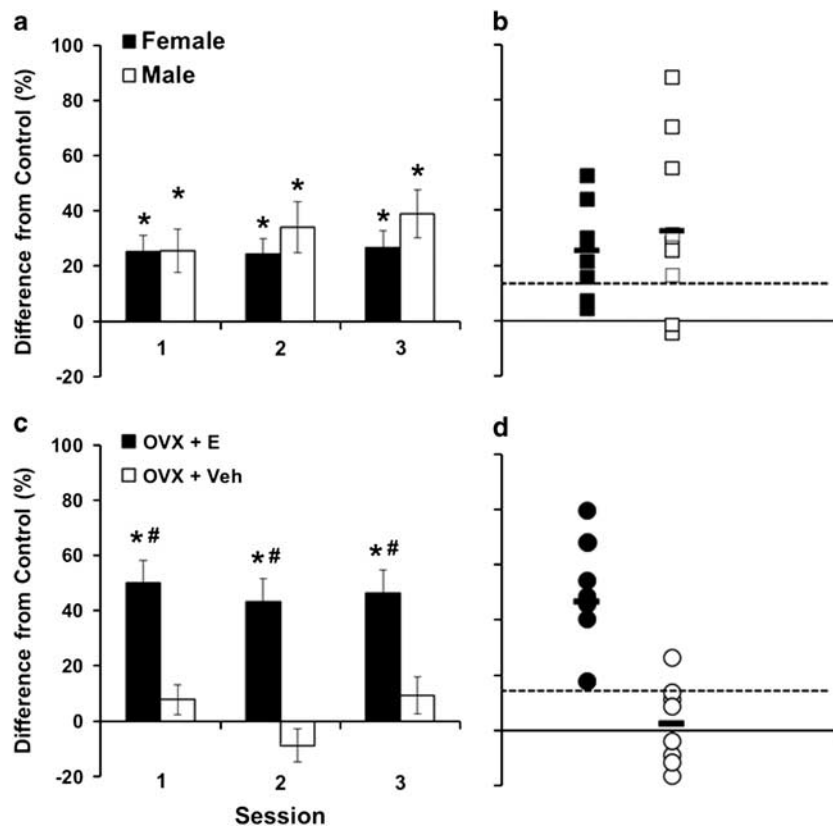 a
b
Female
Male
Difference from Control (%)
100
80
60
40
20
0
-20
* * * * * *
1 2 3
c
d
OVX + E
OVX + Veh
Difference from Control (%)
100
80
60
40
20
0
-20
*# *# *#
1 2 3
Session